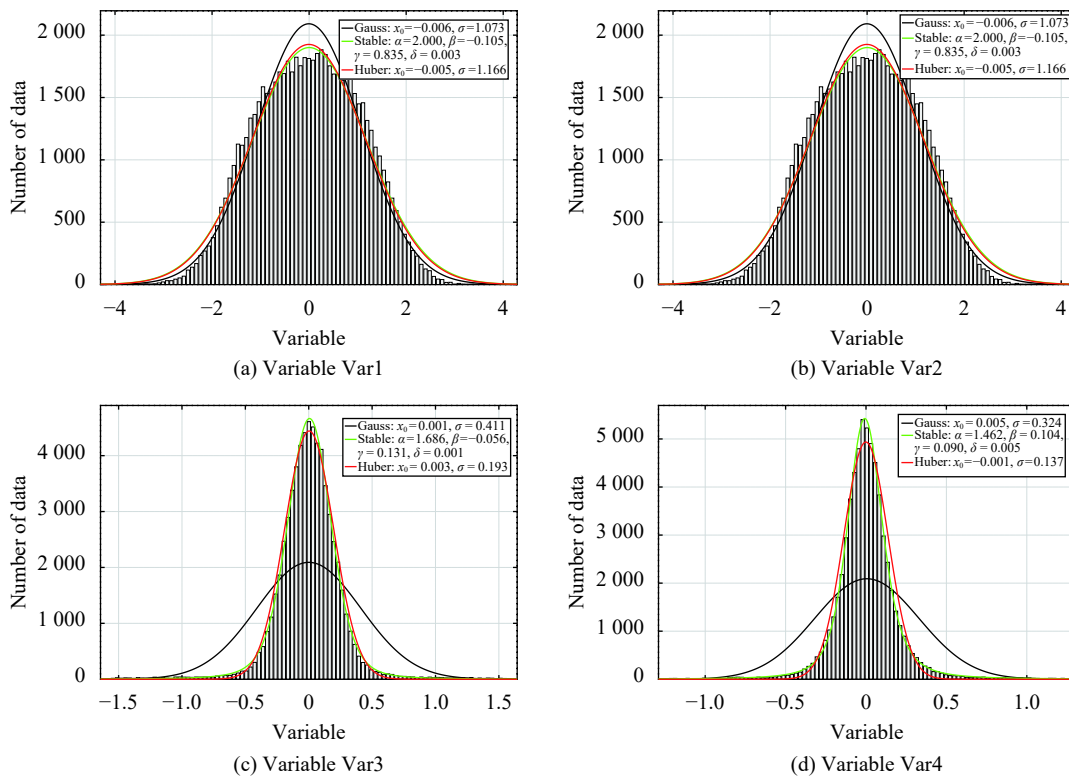 2 000
1 500
1 000
500
0
Number of data
Gauss: x₀=−0.006, σ=1.073
Stable: α=2.000, β=−0.105,
γ=0.835, δ=0.003
Huber: x₀=−0.005, σ=1.166
−4 −2 0 2 4
Variable
(a) Variable Var1
2 000
1 500
1 000
500
0
Number of data
Gauss: x₀=−0.006, σ=1.073
Stable: α=2.000, β=−0.105,
γ=0.835, δ=0.003
Huber: x₀=−0.005, σ=1.166
−4 −2 0 2 4
Variable
(b) Variable Var2
4 000
3 000
2 000
1 000
0
Number of data
Gauss: x₀=0.001, σ=0.411
Stable: α=1.686, β=−0.056,
γ=0.131, δ=0.001
Huber: x₀=0.003, σ=0.193
−1.5 −1.0 −0.5 0 0.5 1.0 1.5
Variable
(c) Variable Var3
5 000
4 000
3 000
2 000
1 000
0
Number of data
Gauss: x₀=0.005, σ=0.324
Stable: α=1.462, β=0.104,
γ=0.090, δ=0.005
Huber: x₀=−0.001, σ=0.137
−1.0 −0.5 0 0.5 1.0
Variable
(d) Variable Var4